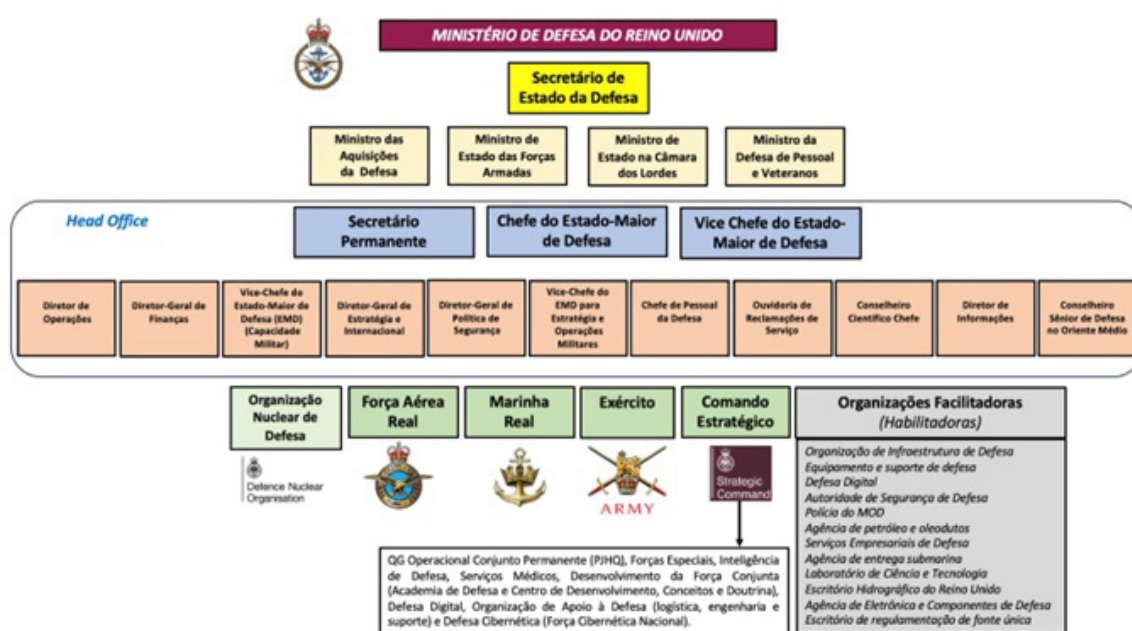 MINISTÉRIO DE DEFESA DO REINO UNIDO
Secretário de
Estado da Defesa
Ministro das
Aquisições
da Defesa
Ministro de
Estado das Forças
Armadas
Ministro de
Estado na Câmara
dos Lordes
Ministro da
Defesa de Pessoal
e Veteranos
Head Office
Secretário
Permanente
Chefe do Estado-Maior
de Defesa
Vice Chefe do Estado-
Maior de Defesa
Diretor de
Operações
Diretor-Geral de
Finanças
Vice-Chefe do
Estado-Maior de
Defesa (EMD)
(Capacidade
Militar)
Diretor-Geral de
Estratégia e
Internacional
Diretor-Geral de
Política de
Segurança
Vice-Chefe do
EMD para
Estratégia e
Operações
Militares
Chefe de Pessoal
da Defesa
Ouvidoria de
Reclamações de
Serviço
Conselheiro
Científico Chefe
Diretor de
Informações
Conselheiro
Sênior de Defesa
no Oriente Médio
Organização
Nuclear de
Defesa
Força Aérea
Real
Marinha
Real
Exército
Comando
Estratégico
Organizações Facilitadoras
(Habilitadoras)
Defence Nuclear
Organisation
ARMY
Strategic
Command
Organização de Infraestrutura de Defesa
Equipamento e suporte de defesa
Defesa Digital
Autoridade de Segurança de Defesa
Polícia do MOD
Agência de petróleo e oleodutos
Serviços Empresariais de Defesa
Agência de entrega submarina
Laboratório de Ciência e Tecnologia
Escritório Hidrográfico do Reino Unido
Agência de Eletrônica e Componentes de Defesa
Escritório de regulamentação de fonte única
QG Operacional Conjunto Permanente (PJHQ), Forças Especiais, Inteligência
de Defesa, Serviços Médicos, Desenvolvimento da Força Conjunta
(Academia de Defesa e Centro de Desenvolvimento, Conceitos e Doutrina),
Defesa Digital, Organização de Apoio à Defesa (logística, engenharia e
suporte) e Defesa Cibernética (Força Cibernética Nacional).